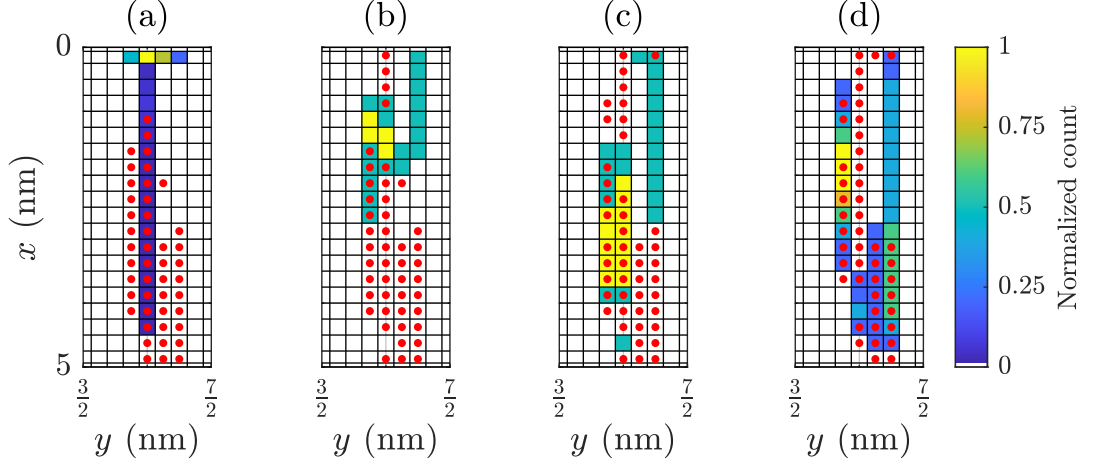 (a) (b) (c) (d)
0
5
x (nm)
3/2 7/2 3/2 7/2 3/2 7/2 3/2 7/2
y (nm) y (nm) y (nm) y (nm)
1
0.75
0.5
0.25
0
Normalized count